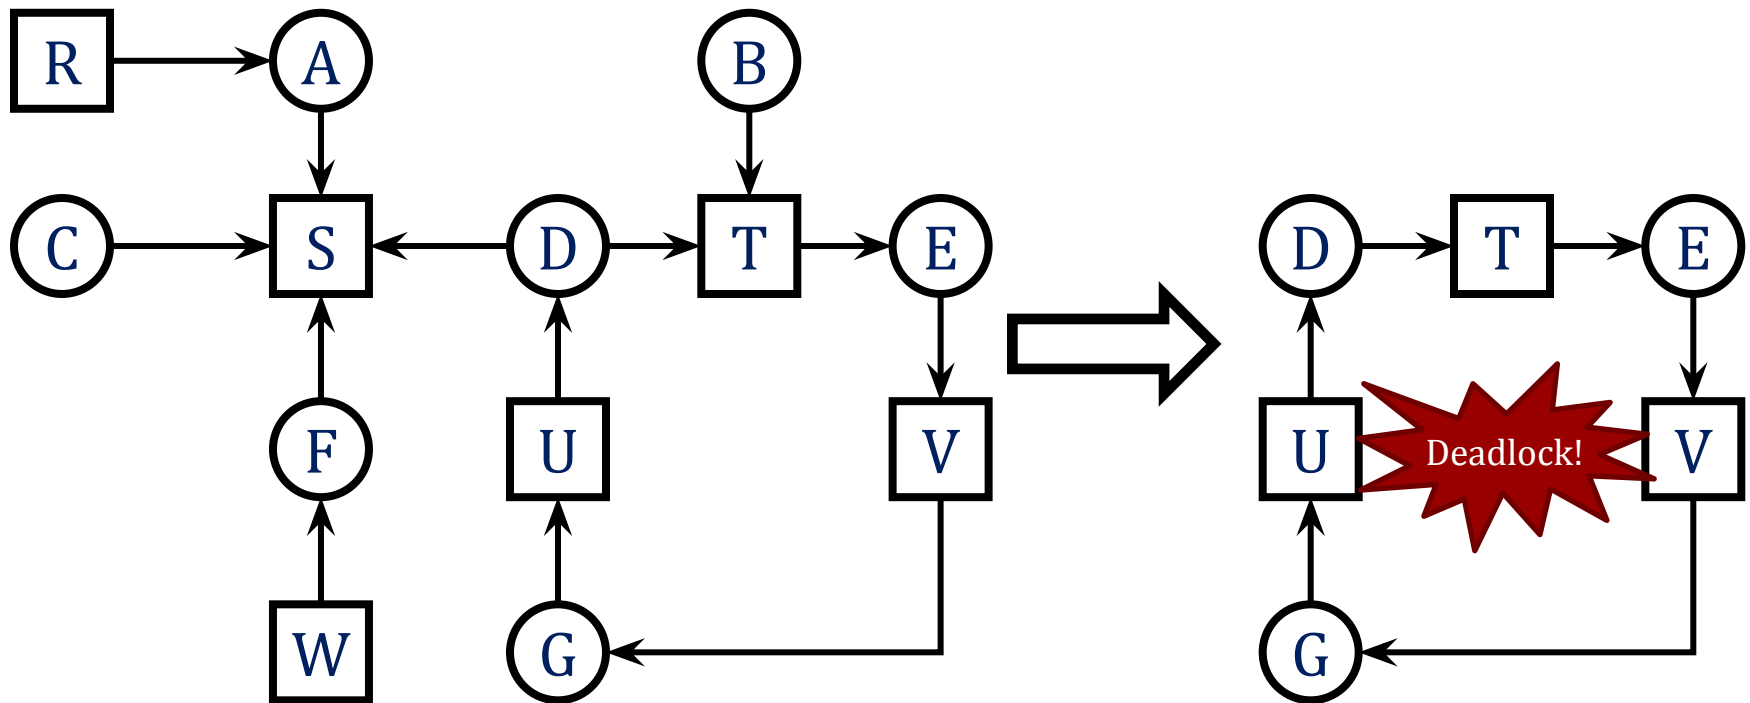 R A B
C S D T E D T E
F U V U Deadlock! V
W G G